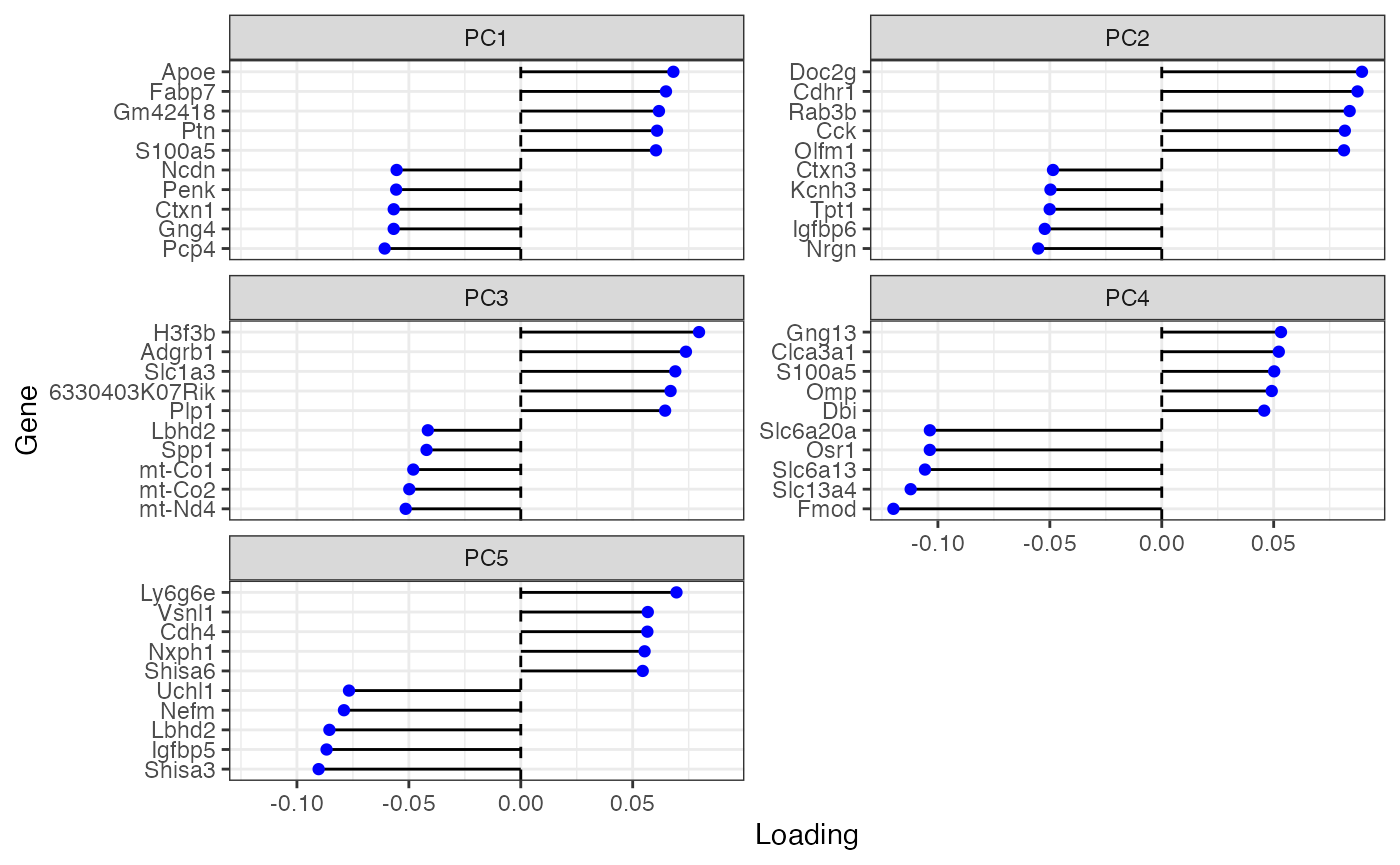 PC1
Apoe
Fabp7
Gm42418
Ptn
S100a5
Ncdn
Penk
Ctxn1
Gng4
Pcp4
PC2
Doc2g
Cdhr1
Rab3b
Cck
Olfm1
Ctxn3
Kcnh3
Tpt1
Igfbp6
Nrgn
PC3
H3f3b
Adgrb1
Slc1a3
6330403K07Rik
Plp1
Lbhd2
Spp1
mt-Co1
mt-Co2
mt-Nd4
PC4
Gng13
Clca3a1
S100a5
Omp
Dbi
Slc6a20a
Osr1
Slc6a13
Slc13a4
Fmod
-0.10 -0.05 0.00 0.05
PC5
Ly6g6e
Vsnl1
Cdh4
Nxph1
Shisa6
Uchl1
Nefm
Lbhd2
Igfbp5
Shisa3
-0.10 -0.05 0.00 0.05
Gene
Loading